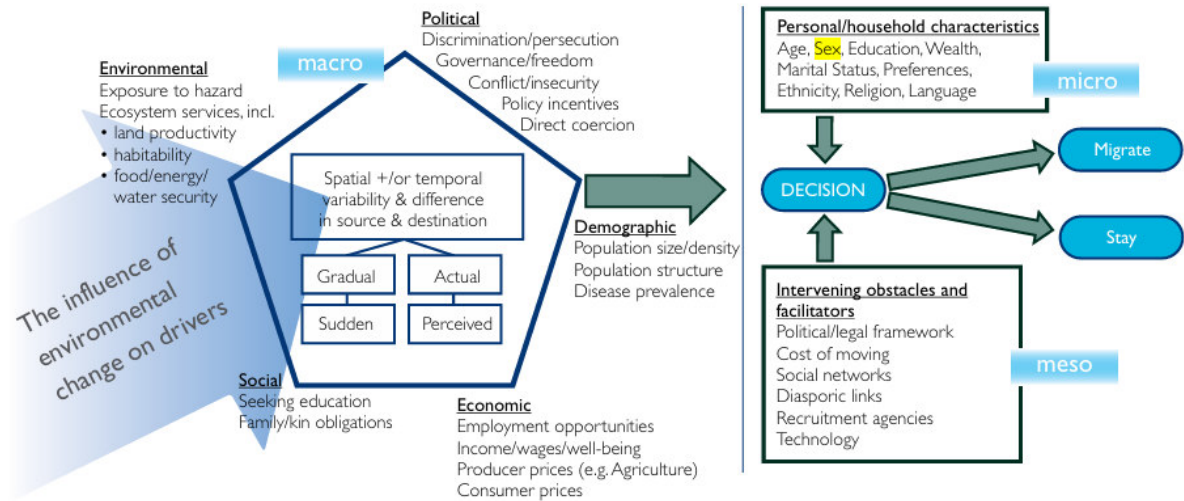 Political
Discrimination/persecution
Governance/freedom
Conflict/insecurity
Policy incentives
Direct coercion
macro
Environmental
Exposure to hazard
Ecosystem services, incl.
• land productivity
• habitability
• food/energy/
water security
Spatial +/or temporal
variability & difference
in source & destination
Gradual
Actual
Sudden
Perceived
The influence of
environmental
change on drivers
Demographic
Population size/density
Population structure
Disease prevalence
Social
Seeking education
Family/kin obligations
Economic
Employment opportunities
Income/wages/well-being
Producer prices (e.g. Agriculture)
Consumer prices
Personal/household characteristics
Age, Sex, Education, Wealth,
Marital Status, Preferences,
Ethnicity, Religion, Language
micro
DECISION
Migrate
Stay
Intervening obstacles and
facilitators
Political/legal framework
Cost of moving
Social networks
Diasporic links
Recruitment agencies
Technology
meso